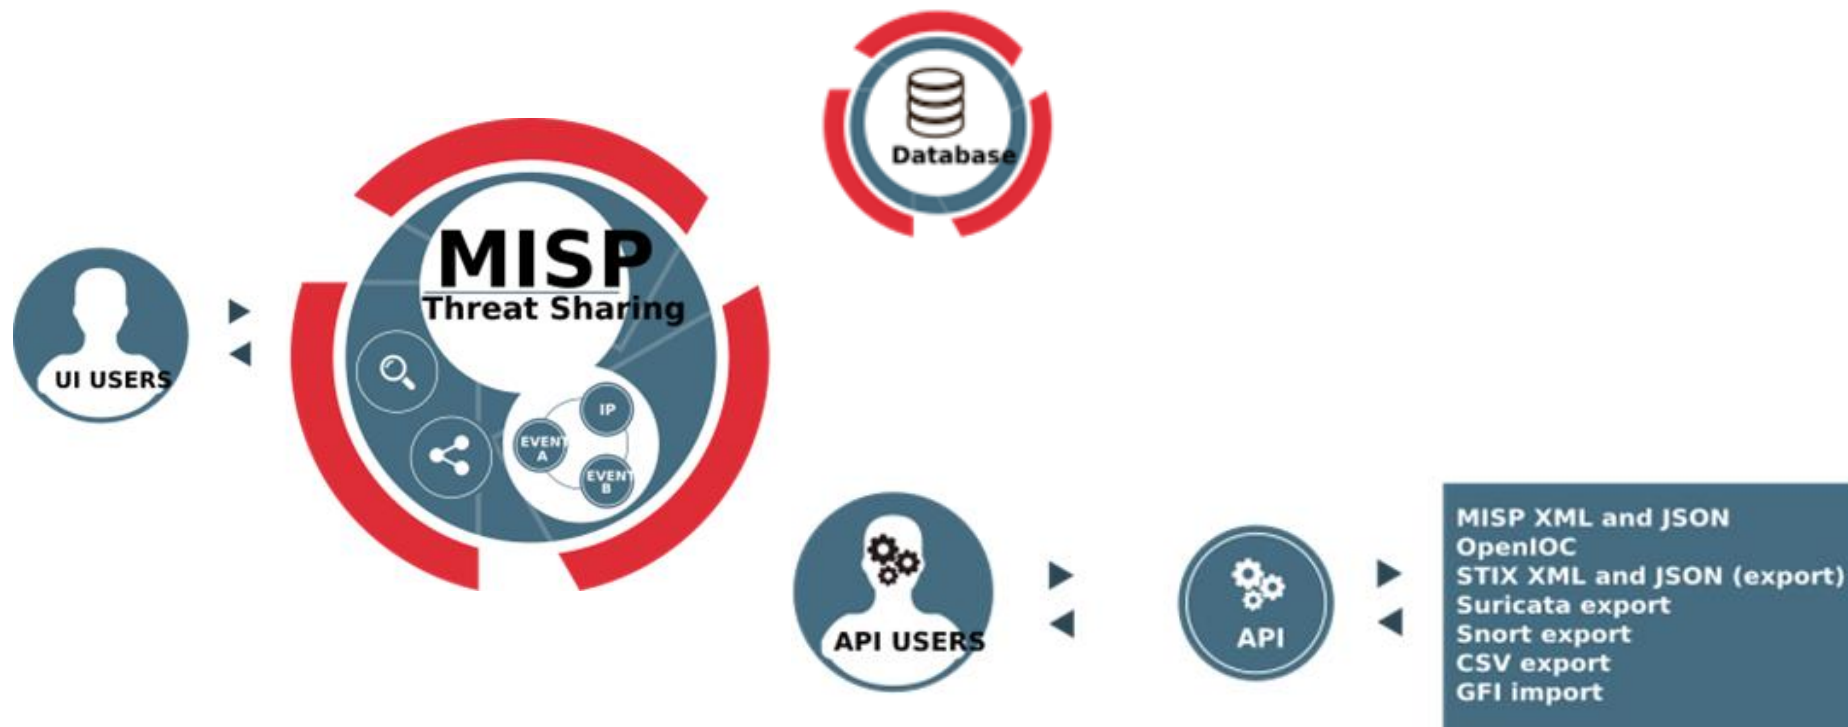 Database
MISP
Threat Sharing
UI USERS
IP
EVENT
A
EVENT
B
API USERS
API
MISP XML and JSON
OpenIOC
STIX XML and JSON (export)
Suricata export
Snort export
CSV export
GFI import